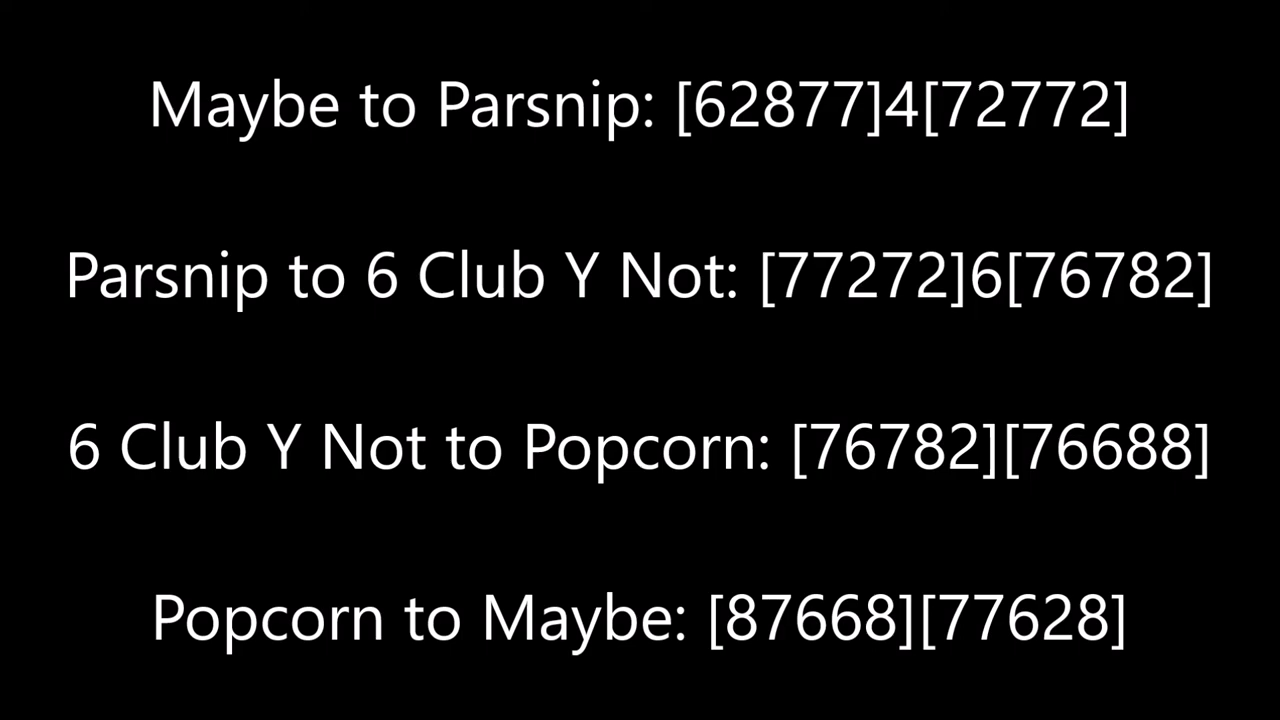 Maybe to Parsnip: [62877]4[72772]
Parsnip to 6 Club Y Not: [77272]6[76782]
6 Club Y Not to Popcorn: [76782][76688]
Popcorn to Maybe: [87668][77628]